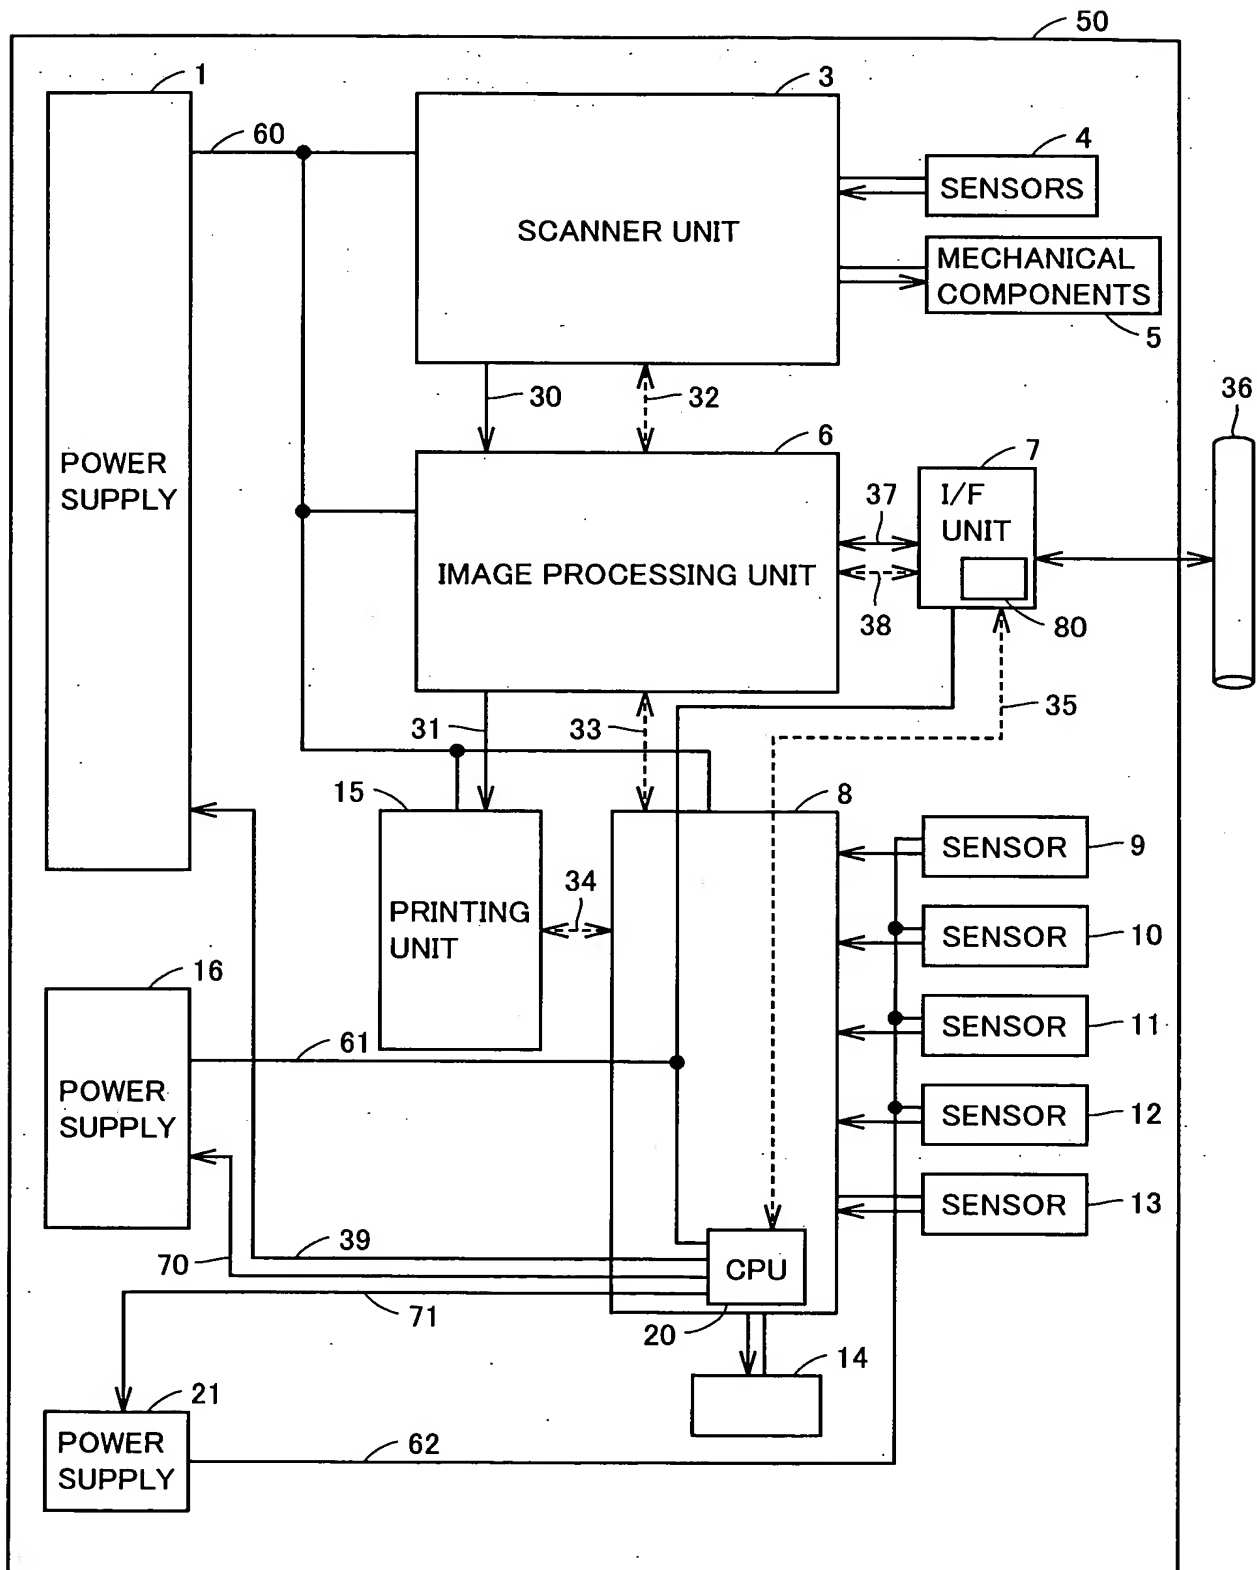 50
1
3
60
4
SENSORS
SCANNER UNIT
MECHANICAL
COMPONENTS
5
30
32
36
6
7
POWER
SUPPLY
I/F
UNIT
37
IMAGE PROCESSING UNIT
38
80
31
33
35
15
8
SENSOR
9
34
PRINTING
UNIT
SENSOR
10
16
SENSOR
11
61
POWER
SUPPLY
SENSOR
12
SENSOR
13
39
70
CPU
71
20
14
21
POWER
SUPPLY
62